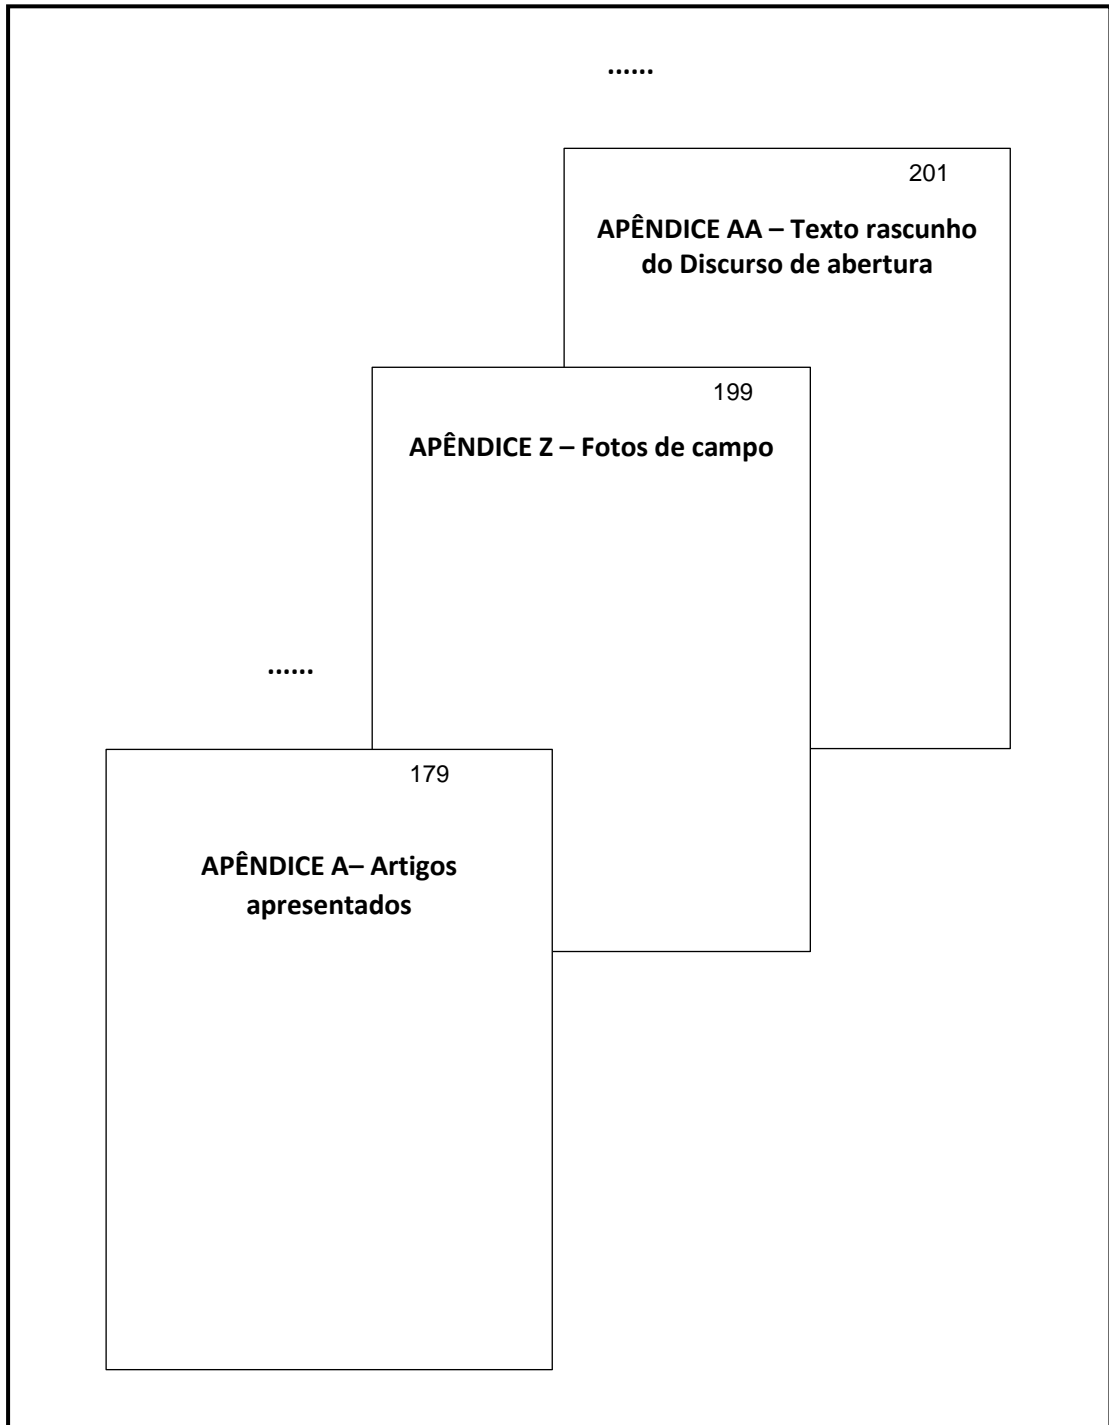 ......
201
APÊNDICE AA – Texto rascunho
do Discurso de abertura
199
APÊNDICE Z – Fotos de campo
......
179
APÊNDICE A– Artigos
apresentados